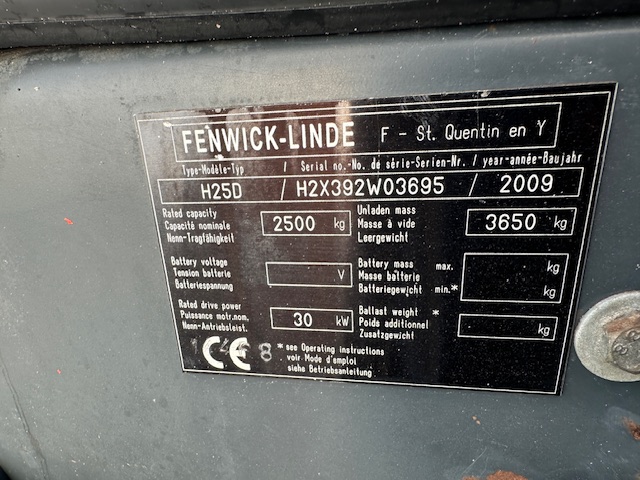 FENWICK-LINDE F - St. Quentin en Y
Type-Modèle-Typ / Serial no.-No. de série-Serien-Nr. / year-année-Baujahr
H25D / H2X392W03695 / 2009
Rated capacity
Capacité nominale
Nenn-Tragfähigkeit
2500 kg
Unladen mass
Masse à vide
Leergewicht
3650 kg
Battery voltage
Tension batterie
Batteriespannung
V
Battery mass max.
Masse batterie
Batteriegewicht min.*
kg
kg
Rated drive power
Puissance motr.nom.
Nenn-Antriebsleist.
30 kW
Ballast weight *
Poids additionnel
Zusatzgewicht
kg
CE
* see Operating instructions
voir Mode d'emploi
siehe Betriebsanleitung